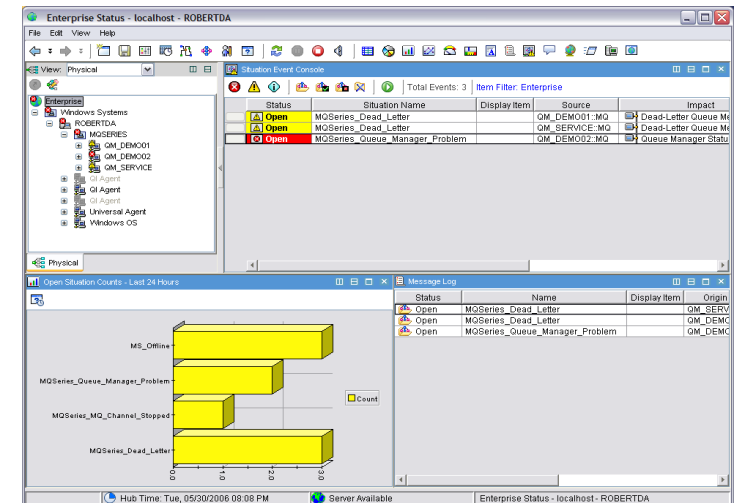 Enterprise Status - localhost - ROBERTDA
File Edit View Help
View: Physical
Situation Event Console
Enterprise
Windows Systems
ROBERTDA
MQSERIES
QM_DEMO01
QM_DEMO02
QM_SERVICE
QI Agent
QI Agent
QI Agent
Universal Agent
Windows OS
Physical
Total Events: 3 Item Filter: Enterprise
Status Situation Name Display Item Source Impact
Open MQSeries_Dead_Letter QM_DEMO01::MQ Dead-Letter Queue Me
Open MQSeries_Dead_Letter QM_SERVICE::MQ Dead-Letter Queue Me
Open MQSeries_Queue_Manager_Problem QM_DEMO02::MQ Queue Manager Statu
Open Situation Counts - Last 24 Hours
MS_Offline
MQSeries_Queue_Manager_Problem
MQSeries_MQ_Channel_Stopped
MQSeries_Dead_Letter
0 1.0 2.0 3.0
Count
Message Log
Status Name Display Item Origin
Open MQSeries_Dead_Letter QM_SERV
Open MQSeries_Dead_Letter QM_DEMO
Open MQSeries_Queue_Manager_Problem QM_DEMO
Hub Time: Tue, 05/30/2006 08:08 PM Server Available Enterprise Status - localhost - ROBERTDA